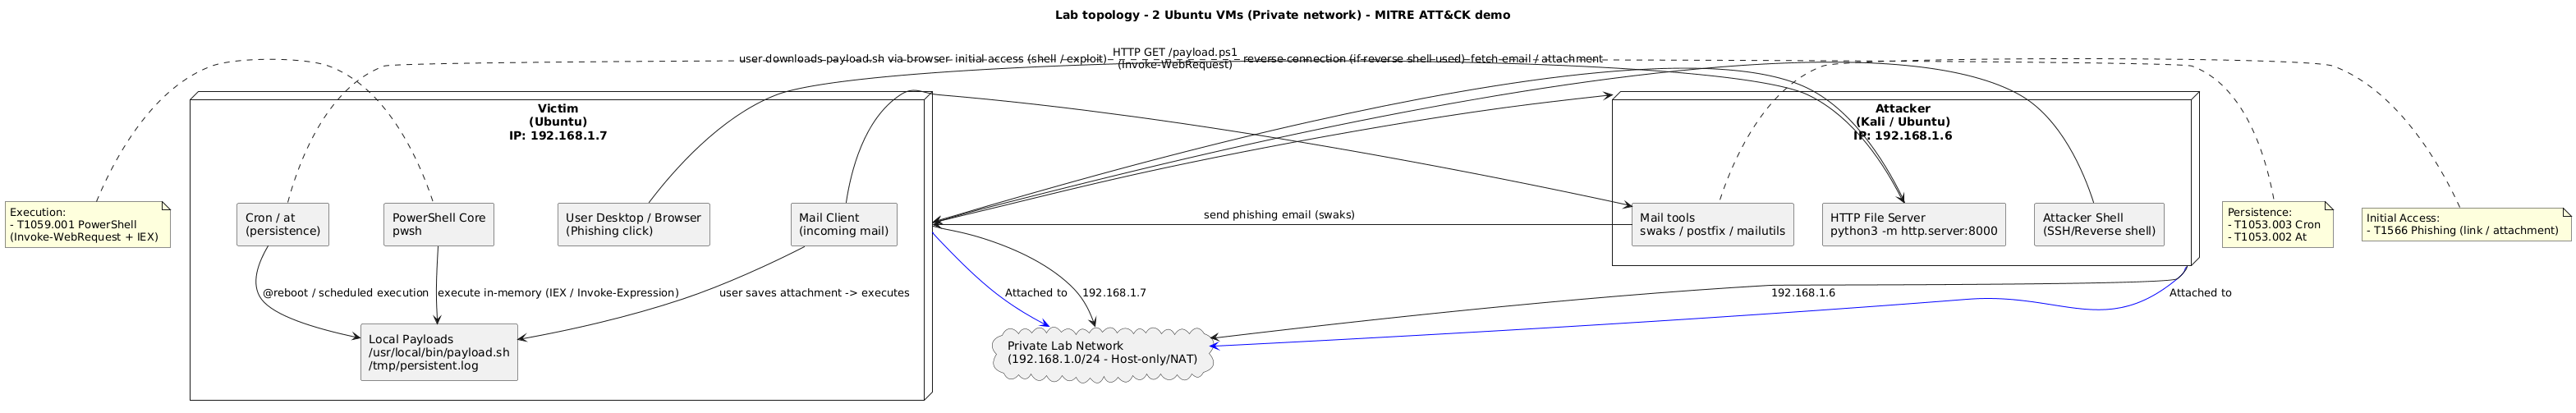 Lab topology - 2 Ubuntu VMs (Private network) - MITRE ATT&CK demo
user downloads payload.sh via browser
initial access (shell / exploit)
HTTP GET /payload.ps1
(Invoke-WebRequest)
reverse connection (if reverse shell used)
fetch email / attachment
Victim
(Ubuntu)
IP: 192.168.1.7
Attacker
(Kali / Ubuntu)
IP: 192.168.1.6
Execution:
- T1059.001 PowerShell
(Invoke-WebRequest + IEX)
Cron / at
(persistence)
PowerShell Core
pwsh
User Desktop / Browser
(Phishing click)
Mail Client
(incoming mail)
send phishing email (swaks)
Mail tools
swaks / postfix / mailutils
HTTP File Server
python3 -m http.server:8000
Attacker Shell
(SSH/Reverse shell)
Persistence:
- T1053.003 Cron
- T1053.002 At
Initial Access:
- T1566 Phishing (link / attachment)
@reboot / scheduled execution
execute in-memory (IEX / Invoke-Expression)
user saves attachment -> executes
Attached to
192.168.1.7
192.168.1.6
Attached to
Local Payloads
/usr/local/bin/payload.sh
/tmp/persistent.log
Private Lab Network
(192.168.1.0/24 - Host-only/NAT)